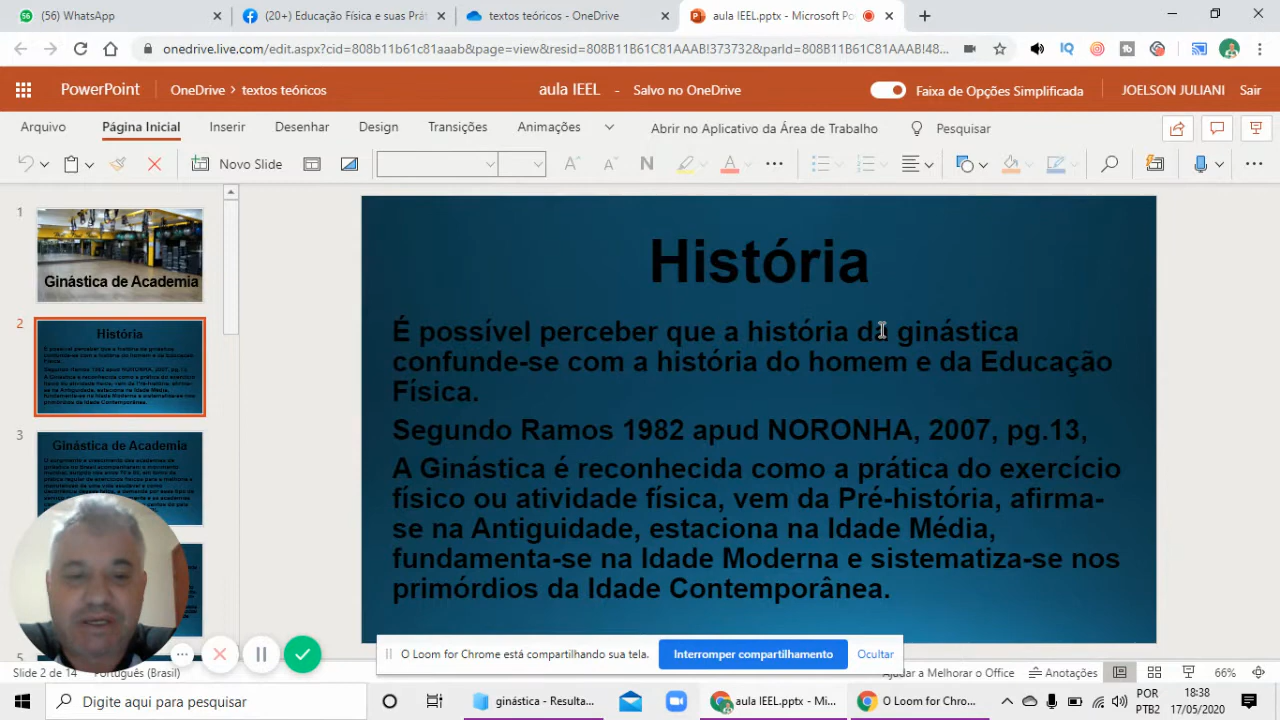 (56) WhatsApp
(20+) Educação Física e suas Prát
textos teóricos - OneDrive
aula IEEL.pptx - Microsoft Po
onedrive.live.com/edit.aspx?cid=808b11b61c81aaab&page=view&resid=808B11B61C81AAAB!373732&parId=808B11B61C81AAAB!48...
PowerPoint
OneDrive > textos teóricos
aula IEEL - Salvo no OneDrive
Faixa de Opções Simplificada
JOELSON JULIANI
Sair
Arquivo
Página Inicial
Inserir
Desenhar
Design
Transições
Animações
Abrir no Aplicativo da Área de Trabalho
Pesquisar
Novo Slide
N
A
1
Ginástica de Academia
2
História
3
Ginástica de Academia
5
História
É possível perceber que a história da ginástica
confunde-se com a história do homem e da Educação
Física.
Segundo Ramos 1982 apud NORONHA, 2007, pg.13,
A Ginástica é reconhecida como a prática do exercício
físico ou atividade física, vem da Pré-história, afirma-
se na Antiguidade, estaciona na Idade Média,
fundamenta-se na Idade Moderna e sistematiza-se nos
primórdios da Idade Contemporânea.
O Loom for Chrome está compartilhando sua tela.
Interromper compartilhamento
Ocultar
Slide 2 de 14
Português (Brasil)
Ajudar a Melhorar o Office
Anotações
66%
Digite aqui para pesquisar
ginástica - Resulta...
aula IEEL.pptx - Mi...
O Loom for Chro...
POR
PTB2
18:38
17/05/2020